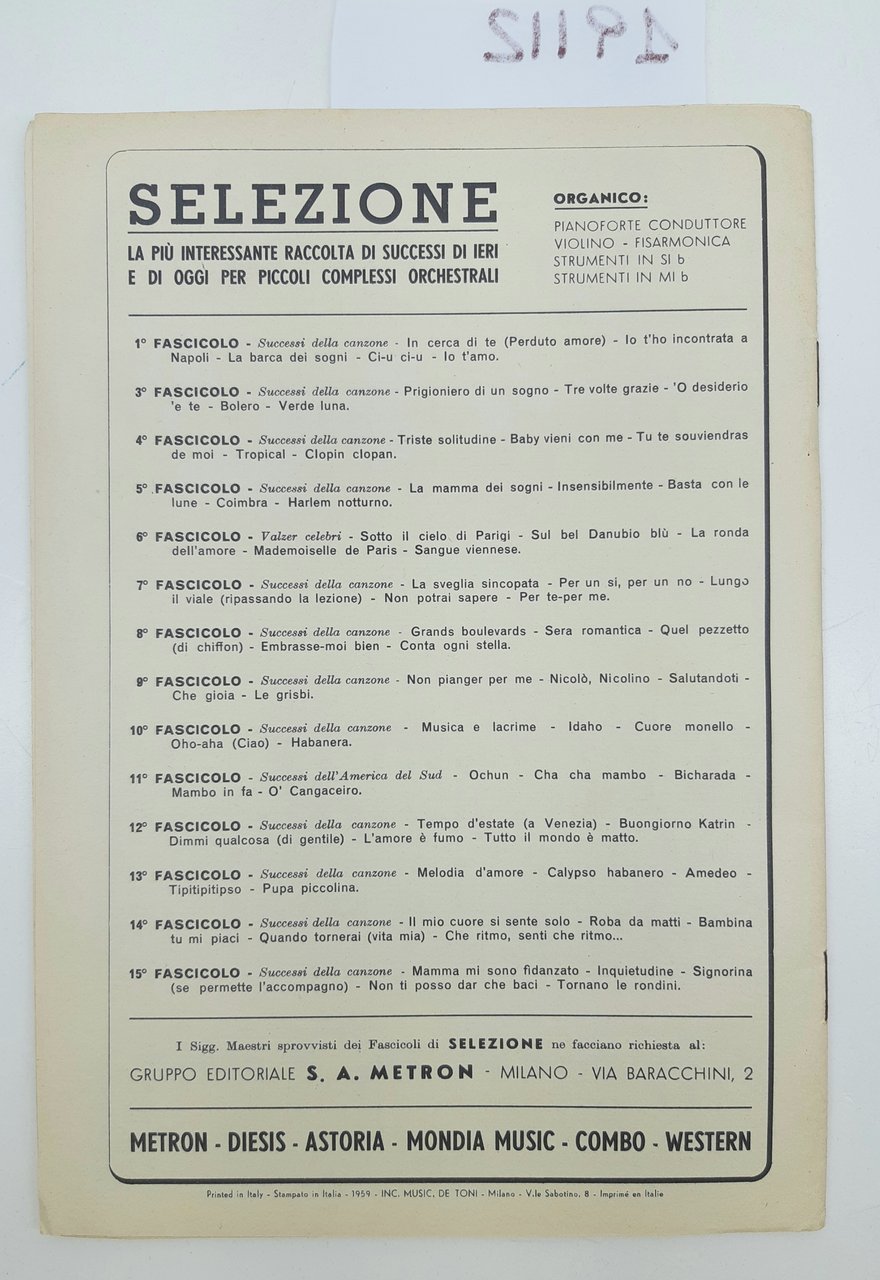 19112
SELEZIONE
LA PIÙ INTERESSANTE RACCOLTA DI SUCCESSI DI IERI
E DI OGGI PER PICCOLI COMPLESSI ORCHESTRALI
ORGANICO:
PIANOFORTE CONDUTTORE
VIOLINO - FISARMONICA
STRUMENTI IN SI b
STRUMENTI IN MI b
1° FASCICOLO - Successi della canzone - In cerca di te (Perduto amore) - Io t'ho incontrata a
Napoli - La barca dei sogni - Ci-u ci-u - Io t'amo.
3° FASCICOLO - Successi della canzone - Prigioniero di un sogno - Tre volte grazie - 'O desiderio
'e te - Bolero - Verde luna.
4° FASCICOLO - Successi della canzone - Triste solitudine - Baby vieni con me - Tu te souviendras
de moi - Tropical - Clopin clopan.
5° FASCICOLO - Successi della canzone - La mamma dei sogni - Insensibilmente - Basta con le
lune - Coimbra - Harlem notturno.
6° FASCICOLO - Valzer celebri - Sotto il cielo di Parigi - Sul bel Danubio blù - La ronda
dell'amore - Mademoiselle de Paris - Sangue viennese.
7° FASCICOLO - Successi della canzone - La sveglia sincopata - Per un si, per un no - Lungo
il viale (ripassando la lezione) - Non potrai sapere - Per te-per me.
8° FASCICOLO - Successi della canzone - Grands boulevards - Sera romantica - Quel pezzetto
(di chiffon) - Embrasse-moi bien - Conta ogni stella.
9° FASCICOLO - Successi della canzone - Non pianger per me - Nicolò, Nicolino - Salutandoti -
Che gioia - Le grisbi.
10° FASCICOLO - Successi della canzone - Musica e lacrime - Idaho - Cuore monello -
Oho-aha (Ciao) - Habanera.
11° FASCICOLO - Successi dell'America del Sud - Ochun - Cha cha mambo - Bicharada -
Mambo in fa - O' Cangaceiro.
12° FASCICOLO - Successi della canzone - Tempo d'estate (a Venezia) - Buongiorno Katrin -
Dimmi qualcosa (di gentile) - L'amore è fumo - Tutto il mondo è matto.
13° FASCICOLO - Successi della canzone - Melodia d'amore - Calypso habanero - Amedeo -
Tipitipitipso - Pupa piccolina.
14° FASCICOLO - Successi della canzone - Il mio cuore si sente solo - Roba da matti - Bambina
tu mi piaci - Quando tornerai (vita mia) - Che ritmo, senti che ritmo...
15° FASCICOLO - Successi della canzone - Mamma mi sono fidanzato - Inquietudine - Signorina
(se permette l'accompagno) - Non ti posso dar che baci - Tornano le rondini.
I Sigg. Maestri sprovvisti dei Fascicoli di SELEZIONE ne facciano richiesta al:
GRUPPO EDITORIALE S. A. METRON - MILANO - VIA BARACCHINI, 2
METRON - DIESIS - ASTORIA - MONDIA MUSIC - COMBO - WESTERN
Printed in Italy - Stampato in Italia - 1959 - INC. MUSIC. DE TONI - Milano - V.le Sabotino, 8 - Imprimé en Italie